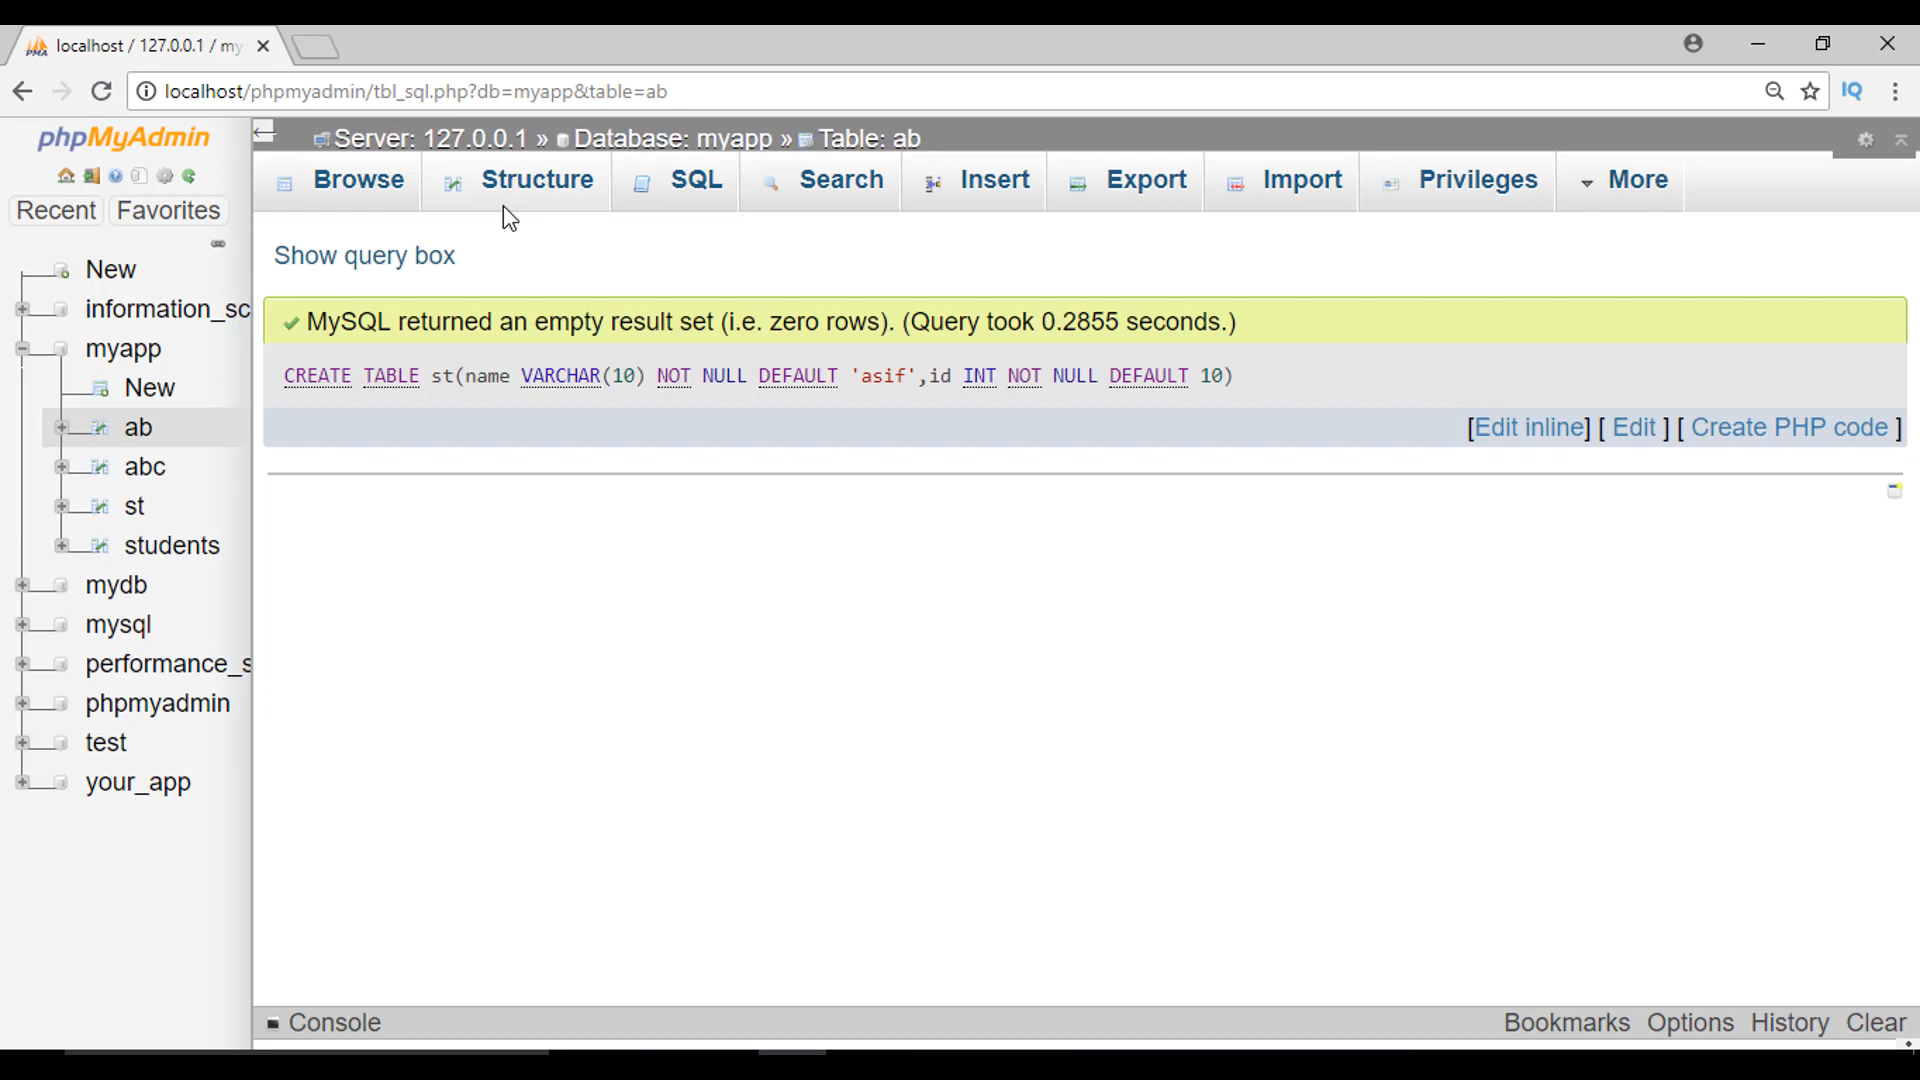 localhost / 127.0.0.1 / my
localhost/phpmyadmin/tbl_sql.php?db=myapp&table=ab
IQ
phpMyAdmin
Recent Favorites
New
information_sc
myapp
New
ab
abc
st
students
mydb
mysql
performance_s
phpmyadmin
test
your_app
Server: 127.0.0.1 » Database: myapp » Table: ab
Browse Structure SQL Search Insert Export Import Privileges More
Show query box
MySQL returned an empty result set (i.e. zero rows). (Query took 0.2855 seconds.)
CREATE TABLE st(name VARCHAR(10) NOT NULL DEFAULT 'asif',id INT NOT NULL DEFAULT 10)
[Edit inline] [ Edit ] [ Create PHP code ]
Console Bookmarks Options History Clear